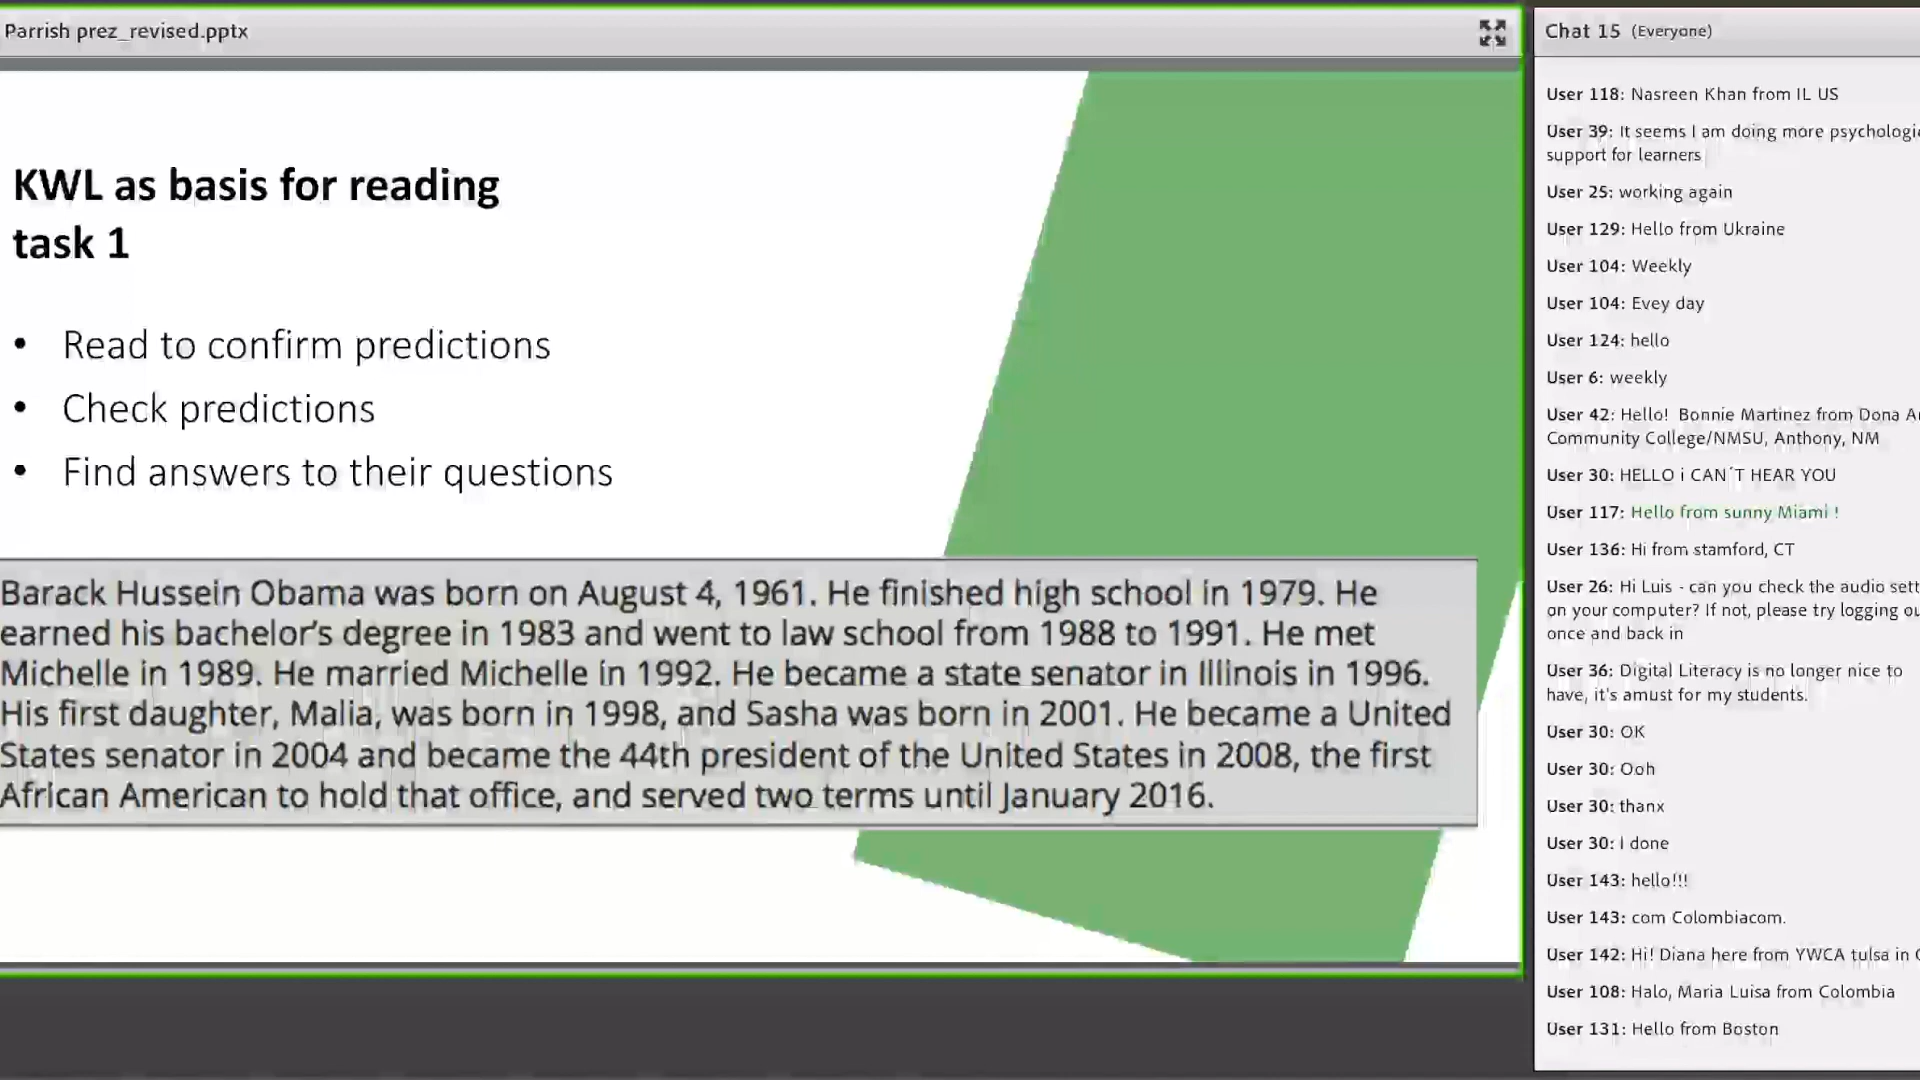 Parrish prez_revised.pptx
KWL as basis for reading
task 1
• Read to confirm predictions
• Check predictions
• Find answers to their questions
Barack Hussein Obama was born on August 4, 1961. He finished high school in 1979. He
earned his bachelor’s degree in 1983 and went to law school from 1988 to 1991. He met
Michelle in 1989. He married Michelle in 1992. He became a state senator in Illinois in 1996.
His first daughter, Malia, was born in 1998, and Sasha was born in 2001. He became a United
States senator in 2004 and became the 44th president of the United States in 2008, the first
African American to hold that office, and served two terms until January 2016.
Chat 15 (Everyone)
User 118: Nasreen Khan from IL US
User 39: It seems I am doing more
support for learners
User 25: working again
User 129: Hello from Ukraine
User 104: Weekly
User 104: Evey day
User 124: hello
User 6: weekly
User 42: Hello! Bonnie Martinez from Dona
Community College/NMSU, Anthony, NM
User 30: HELLO i CAN´T HEAR YOU
User 117: Hello from sunny Miami !
User 136: Hi from stamford, CT
User 26: Hi Luis - can you check the audio
on your computer? If not, please try logging
once and back in
User 36: Digital Literacy is no longer nice to
have, it's amust for my students.
User 30: OK
User 30: Ooh
User 30: thanx
User 30: I done
User 143: hello!!!
User 143: com Colombiacom.
User 142: Hi! Diana here from YWCA tulsa in
User 108: Halo, Maria Luisa from Colombia
User 131: Hello from Boston